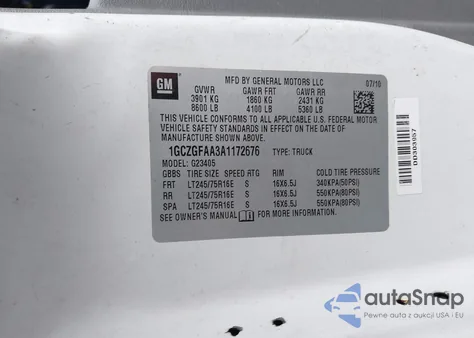 GM
MFD BY GENERAL MOTORS LLC 07/10
GVWR GAWR FRT GAWR RR
3901 KG 1860 KG 2431 KG
8600 LB 4100 LB 5360 LB
THIS VEHICLE CONFORMS TO ALL APPLICABLE U.S. FEDERAL
MOTOR VEHICLE SAFETY STANDARDS IN EFFECT ON THE DATE OF
MANUFACTURE SHOWN ABOVE.
1GCZGFAA3A1172676 TYPE: TRUCK
MODEL: G23405
GBBS TIRE SIZE SPEED RTG RIM COLD TIRE PRESSURE
FRT LT245/75R16E S 16X6.5J 340KPA(50PSI)
RR LT245/75R16E S 16X6.5J 550KPA(80PSI)
SPA LT245/75R16E S 16X6.5J 550KPA(80PSI)
SEE OWNER'S MANUAL FOR MORE INFORMATION
DD303057
autoSnap
Pewne auta z aukcji USA i EU